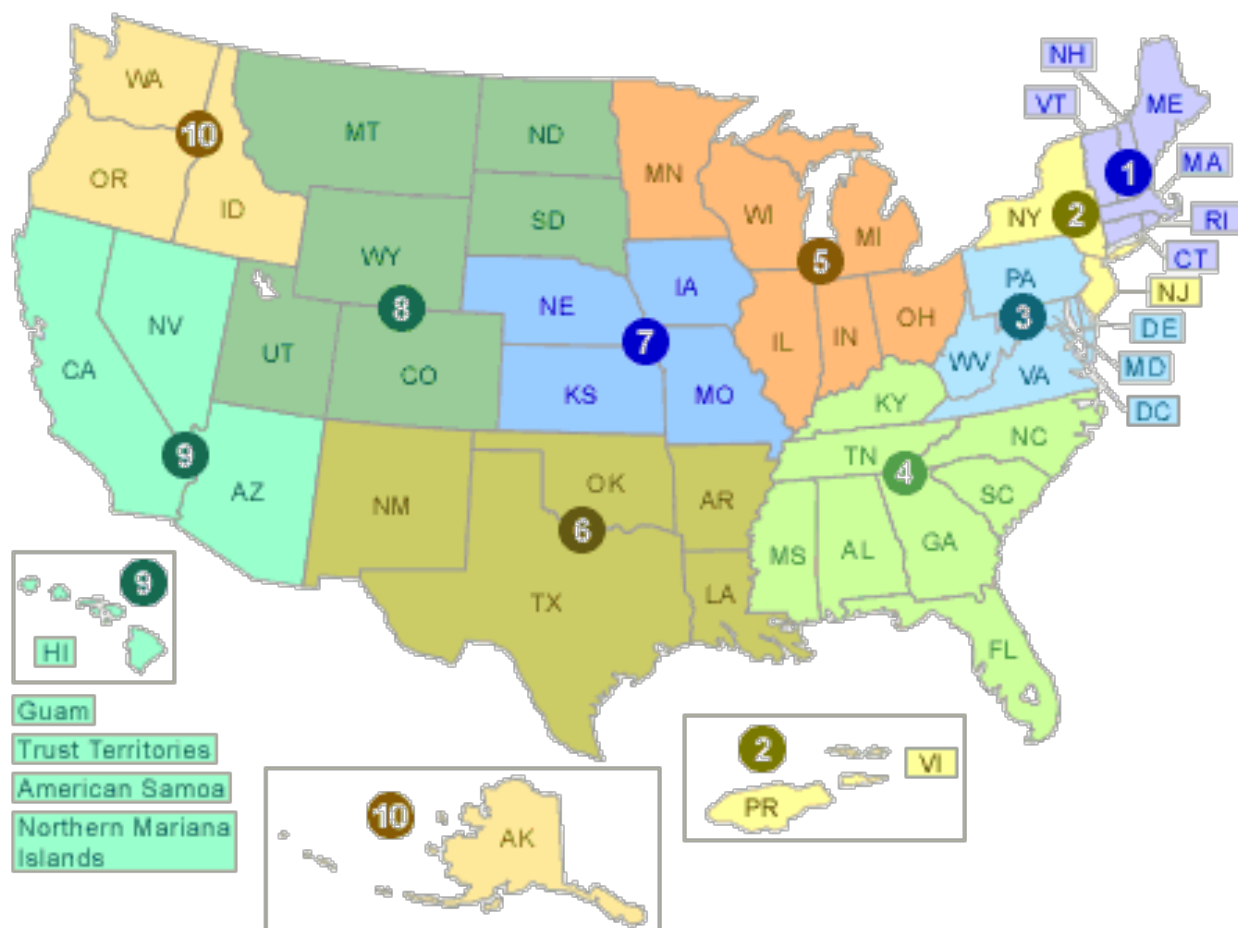 NH
WA
VT
ME
10
MT
ND
MA
OR
MN
1
ID
WI
NY
2
RI
SD
MI
WY
5
CT
PA
IA
NJ
NE
8
3
NV
OH
DE
UT
7
IL
IN
WV
CA
CO
VA
MD
KS
MO
KY
DC
NC
9
TN
4
AZ
OK
SC
NM
AR
6
GA
MS
AL
9
TX
LA
HI
FL
Guam
Trust Territories
2
VI
American Samoa
10
PR
Northern Mariana
Islands
AK